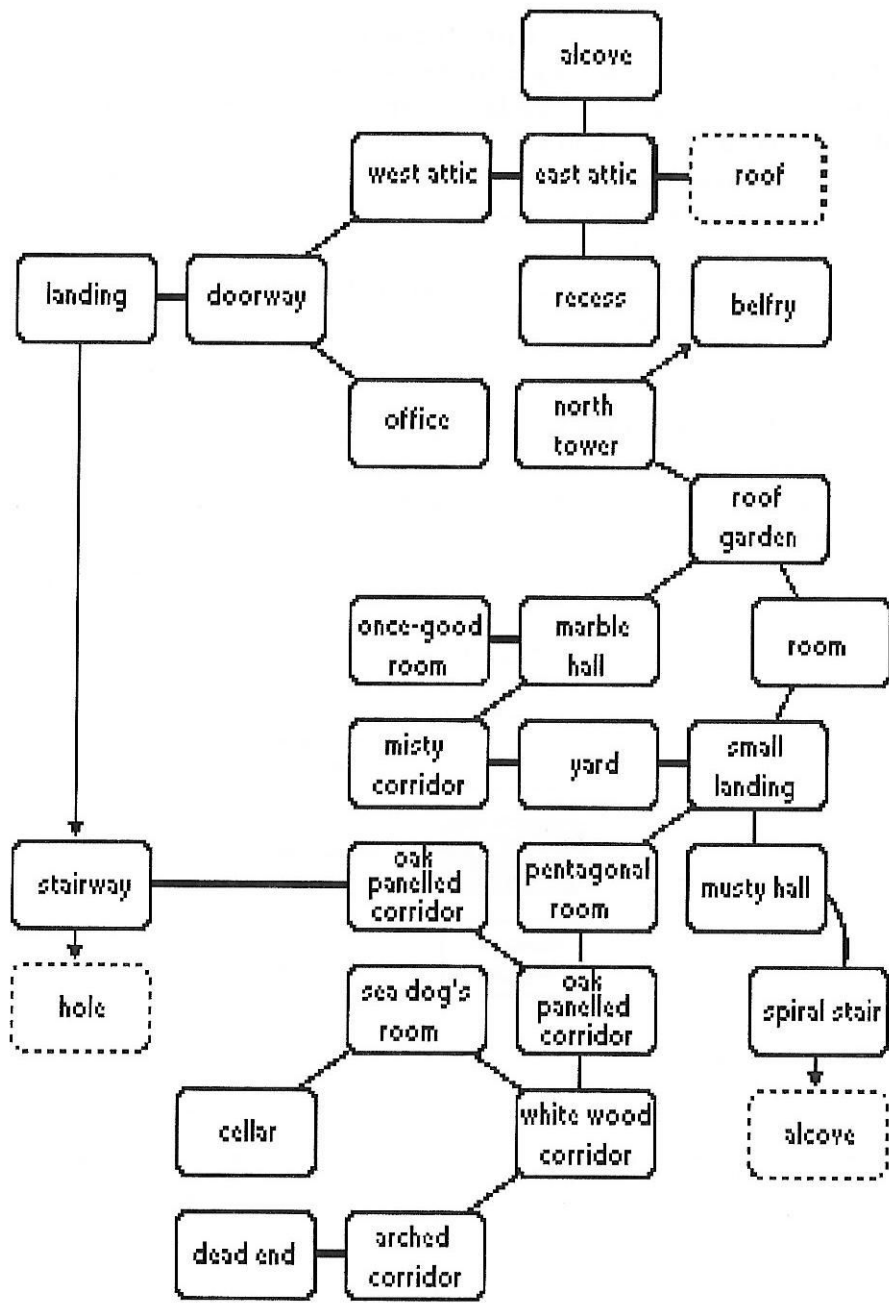 alcove
west attic
east attic
roof
landing
doorway
recess
belfry
office
north
tower
roof
garden
once-good
room
marble
hall
room
misty
corridor
yard
small
landing
stairway
oak
panelled
corridor
pentagonal
room
musty hall
hole
sea dog's
room
oak
panelled
corridor
spiral stair
cellar
white wood
corridor
alcove
dead end
arched
corridor